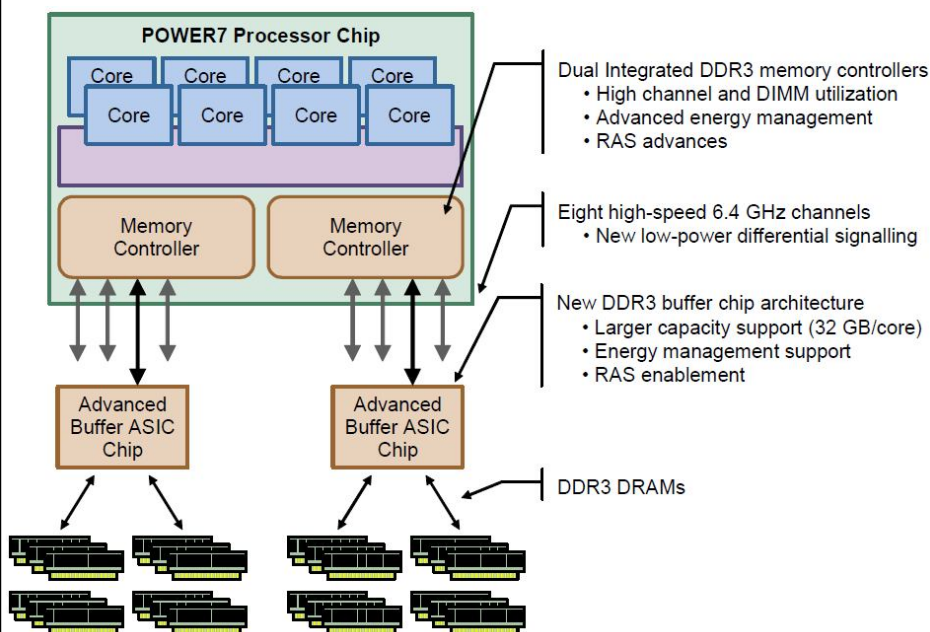 POWER7 Processor Chip
Core Core Core Core
Core Core Core Core
Memory
Controller
Memory
Controller
Advanced
Buffer ASIC
Chip
Advanced
Buffer ASIC
Chip
Dual Integrated DDR3 memory controllers
• High channel and DIMM utilization
• Advanced energy management
• RAS advances
Eight high-speed 6.4 GHz channels
• New low-power differential signalling
New DDR3 buffer chip architecture
• Larger capacity support (32 GB/core)
• Energy management support
• RAS enablement
DDR3 DRAMs